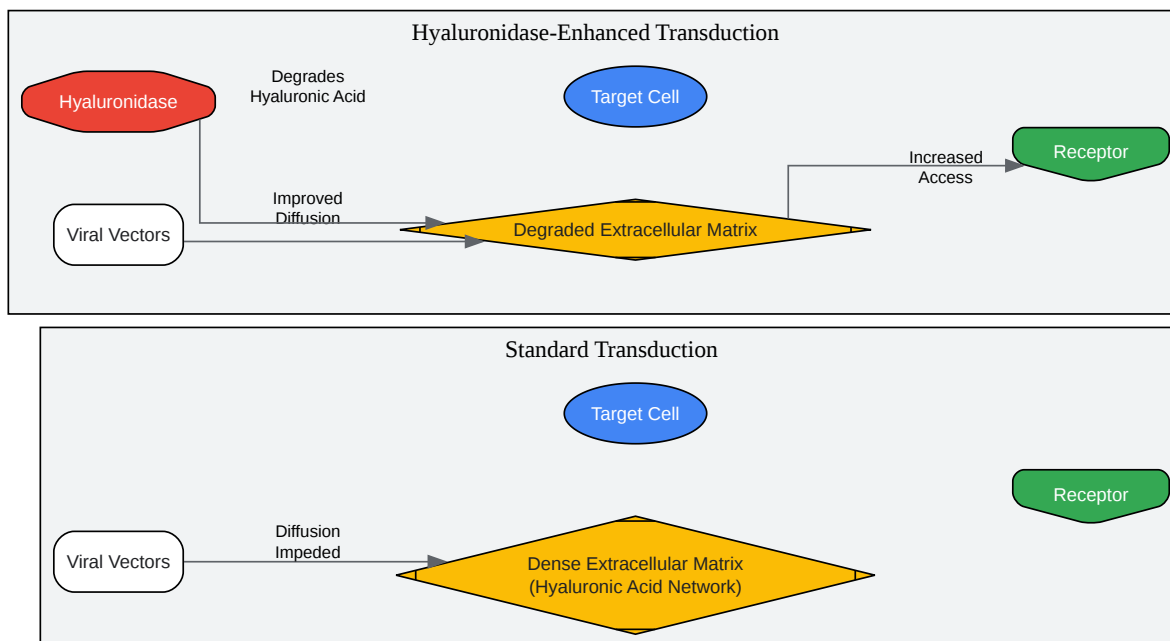 Hyaluronidase-Enhanced Transduction
Degrades
Hyaluronic Acid
Hyaluronidase
Target Cell
Increased
Access
Receptor
Improved
Diffusion
Viral Vectors
Degraded Extracellular Matrix
Standard Transduction
Target Cell
Receptor
Diffusion
Impeded
Viral Vectors
Dense Extracellular Matrix
(Hyaluronic Acid Network)